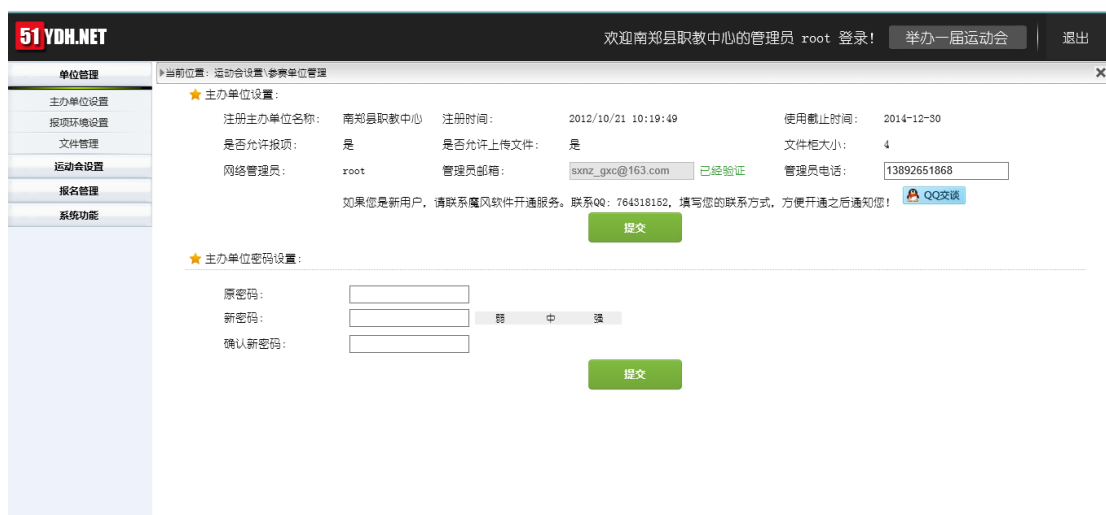 51 YDH.NET
欢迎南郑县职教中心的管理员 root 登录！ 举办一届运动会 退出
单位管理
当前位置：运动会设置\参赛单位管理
主办单位设置
报项环境设置
文件管理
运动会设置
报名管理
系统功能
主办单位设置：
注册主办单位名称： 南郑县职教中心 注册时间： 2012/10/21 10:19:49 使用截止时间： 2014-12-30
是否允许报项： 是 是否允许上传文件： 是 文件柜大小： 4
网络管理员： root 管理员邮箱： sxnz_gxc@163.com 已经验证 管理员电话： 13892651868
如果您是新用户，请联系魔风软件开通服务。联系QQ：764318152，填写您的联系方式，方便开通之后通知您！ QQ交谈
提交
主办单位密码设置：
原密码：
新密码： 弱 中 强
确认新密码：
提交